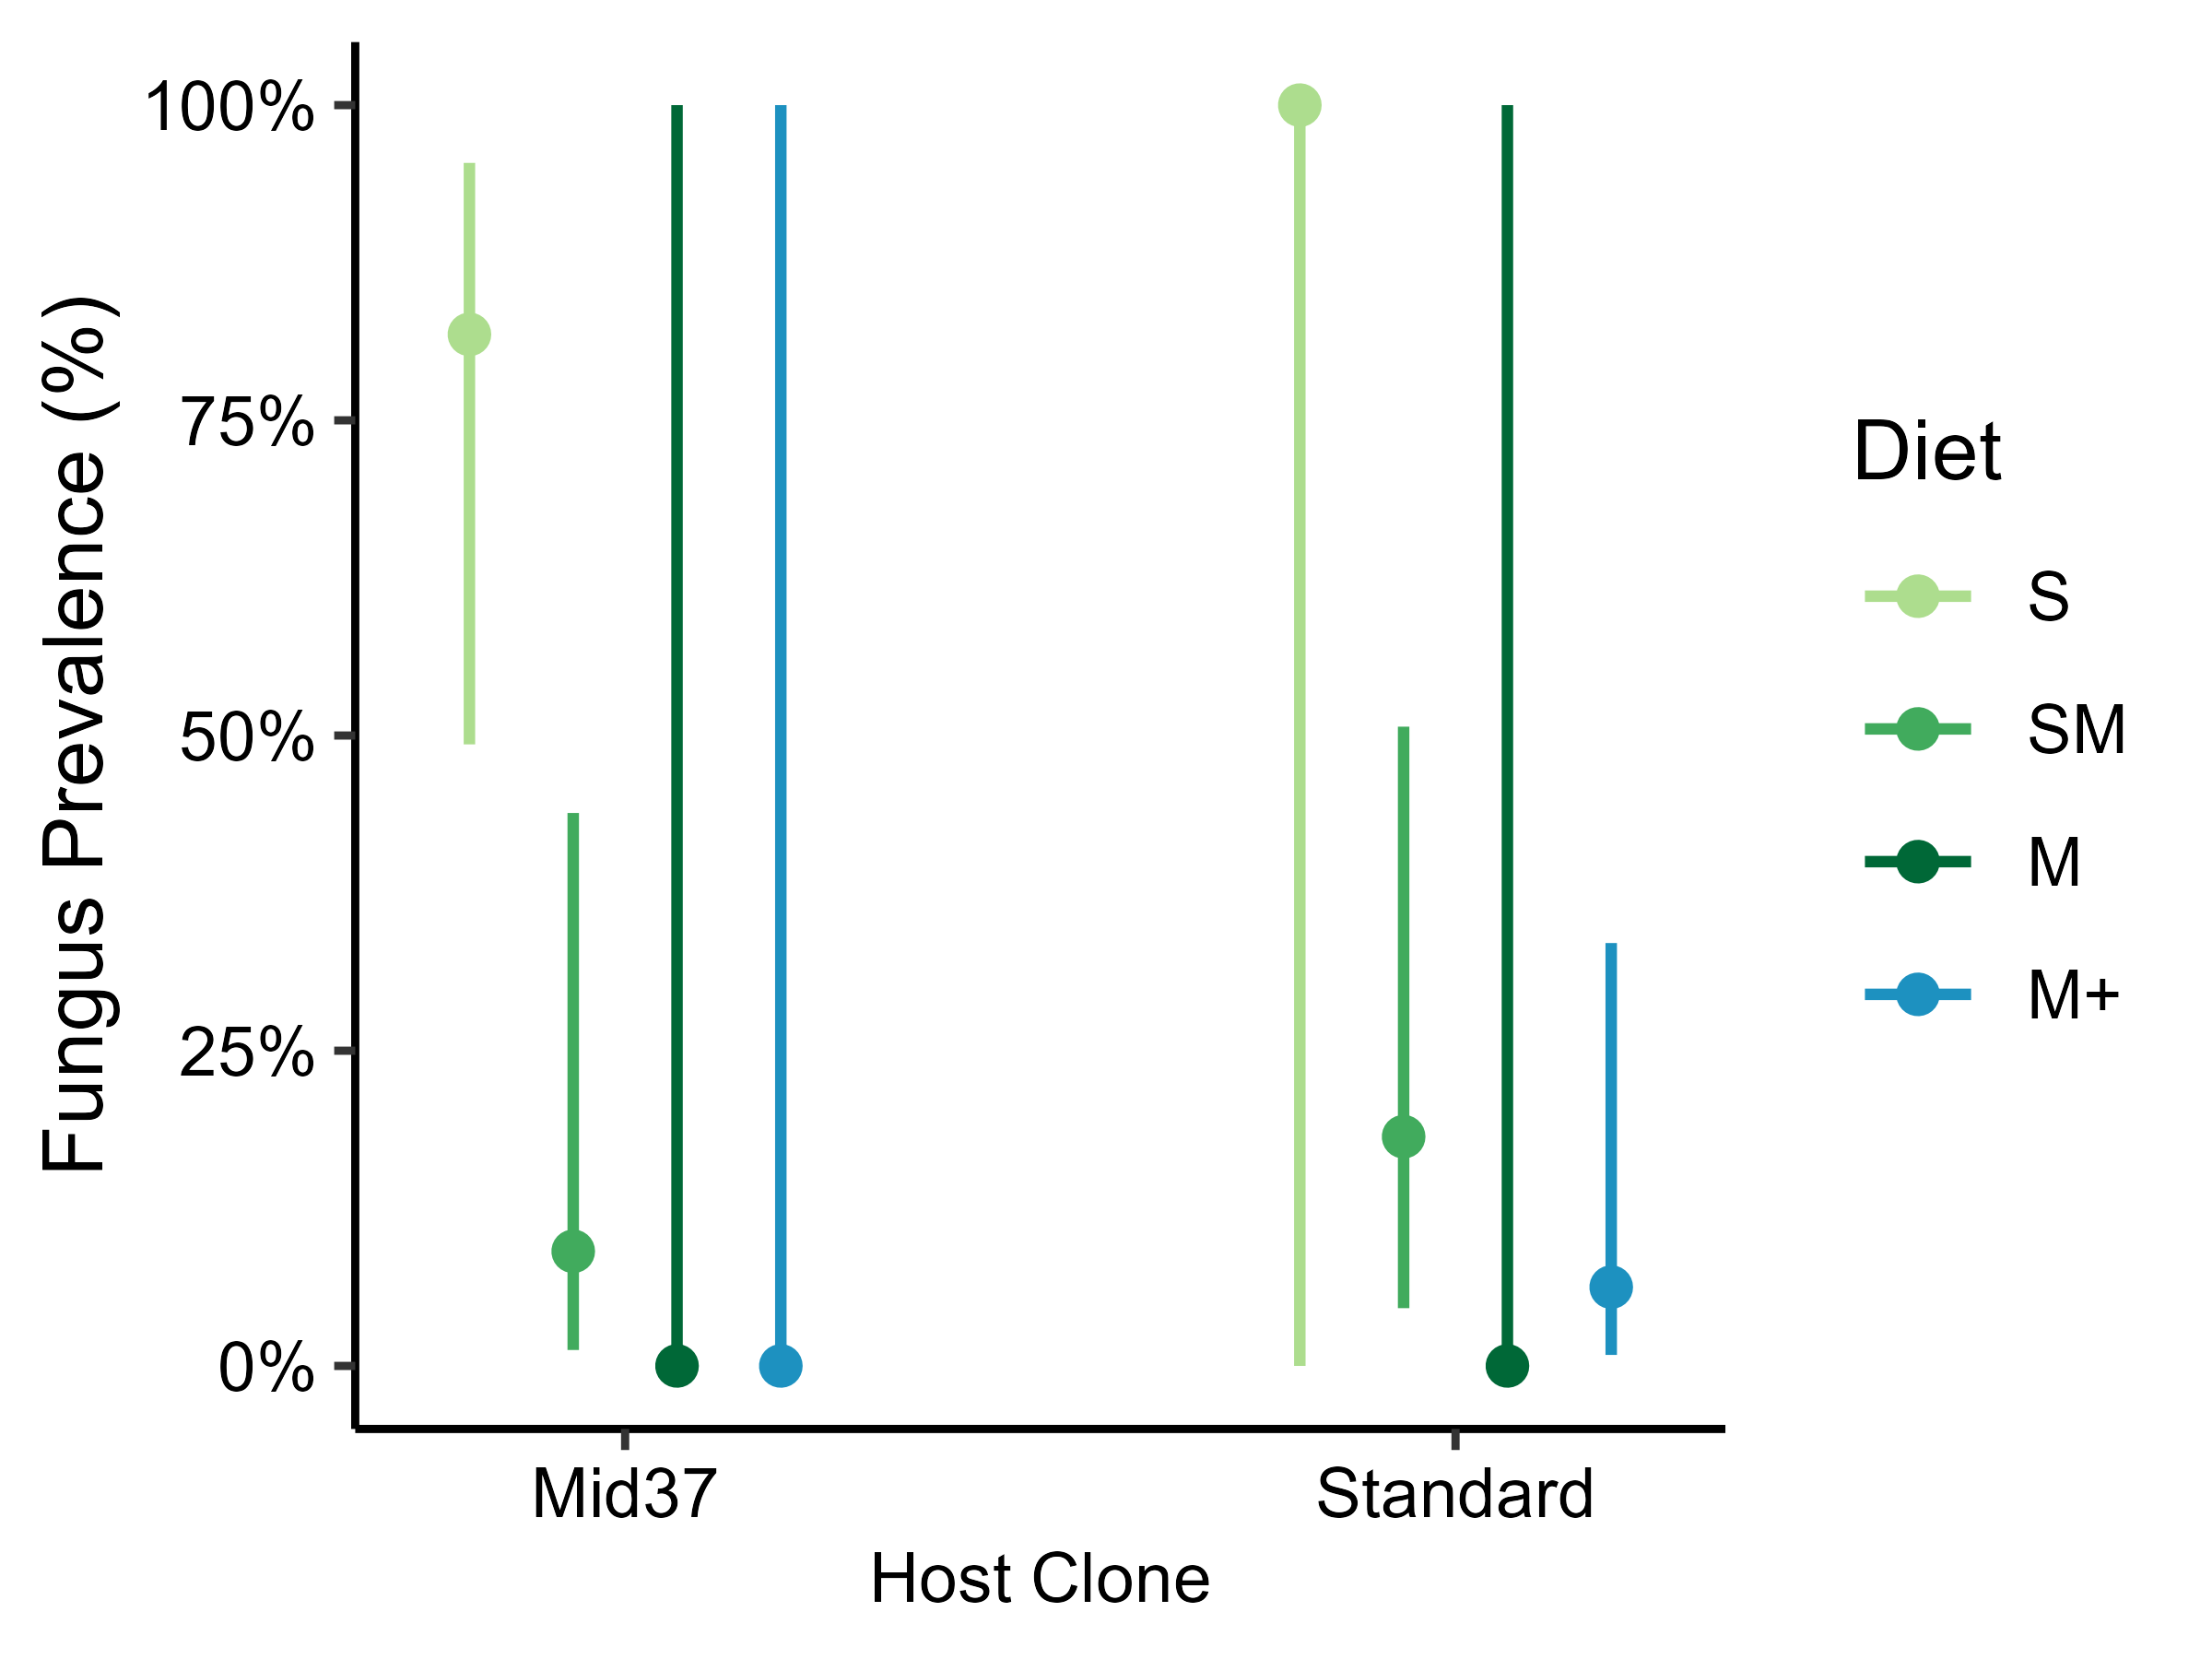 Fungus Prevalence (%)
100%
75%
50%
25%
0%
Mid37
Standard
Host Clone
Diet
S
SM
M
M+